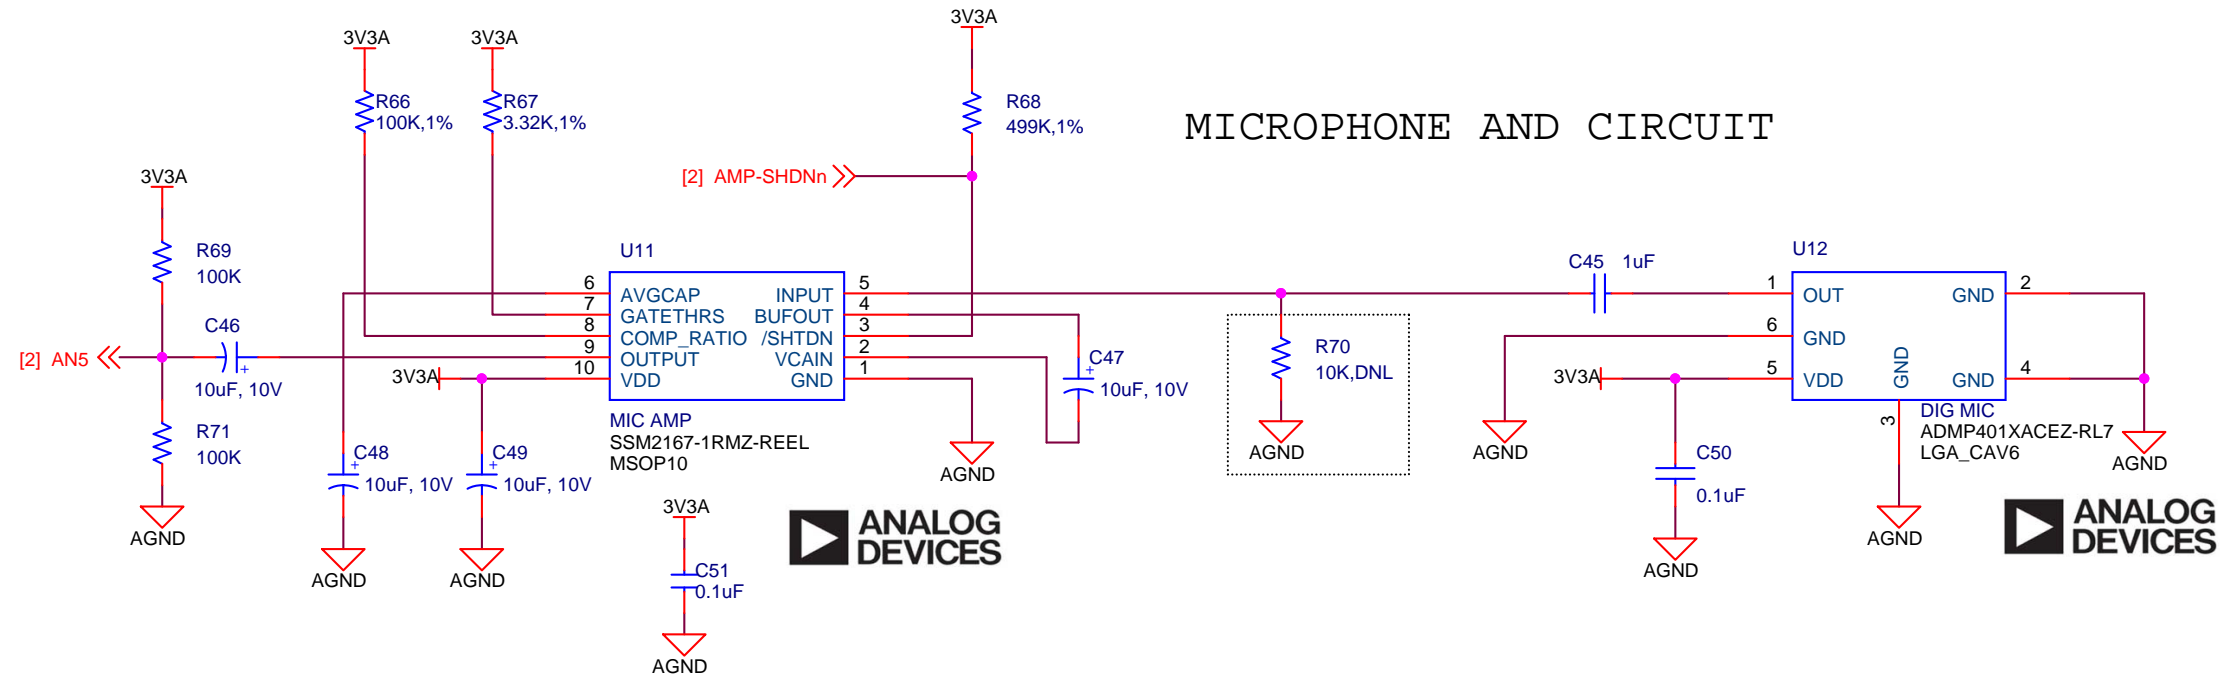 3V3A
3V3A
3V3A
R66
100K,1%
R67
3.32K,1%
R68
499K,1%
MICROPHONE AND CIRCUIT
3V3A
[2] AMP-SHDNn
R69
100K
U11
U12
C45 1uF
6
7
8
9
10
AVGCAP
GATETHRS
COMP_RATIO
OUTPUT
VDD
INPUT
BUFOUT
/SHTDN
VCAIN
GND
5
4
3
2
1
1
6
5
OUT
GND
VDD
GND
GND
GND
2
4
3
C46
+
10uF, 10V
[2] AN5
3V3A
C47
+
10uF, 10V
R70
10K,DNL
AGND
3V3A
R71
100K
AGND
C48
+
10uF, 10V
AGND
C49
+
10uF, 10V
AGND
MIC AMP
SSM2167-1RMZ-REEL
MSOP10
AGND
AGND
C50
0.1uF
AGND
DIG MIC
ADMP401XACEZ-RL7
LGA_CAV6
AGND
AGND
3V3A
C51
0.1uF
AGND
ANALOG
DEVICES
ANALOG
DEVICES